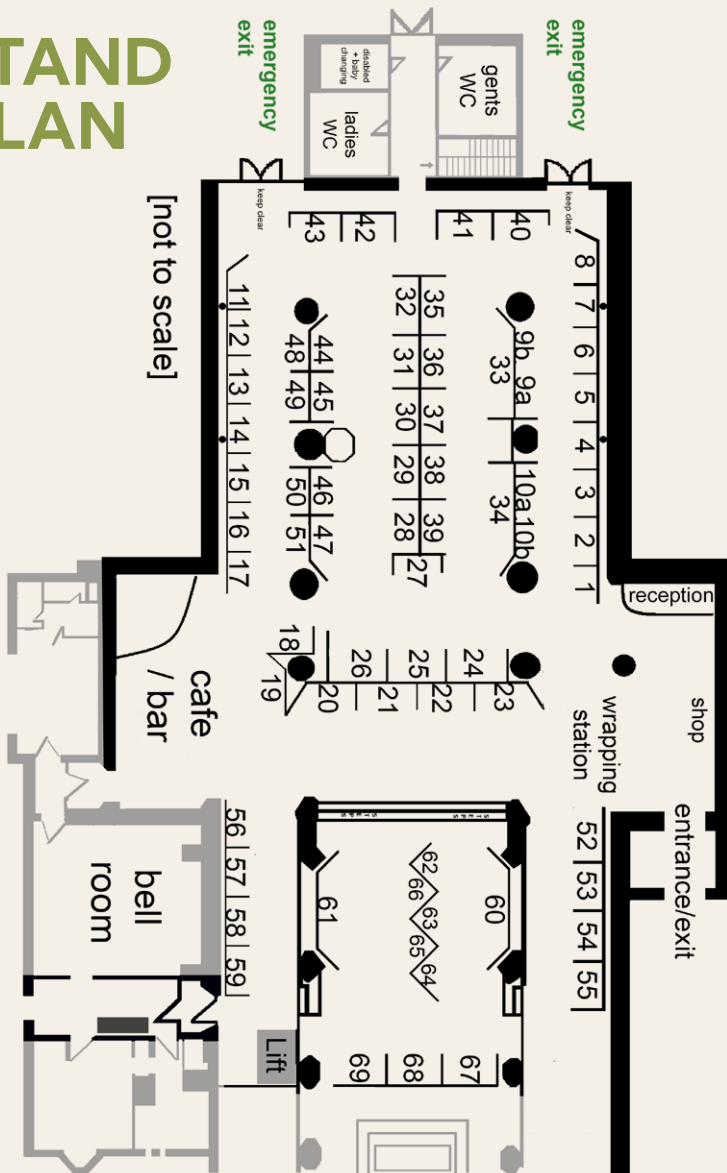 TAND
LAN
emergency
exit
emergency
exit
disabled
+ baby
changing
ladies
WC
gents
WC
keep clear
keep clear
[not to scale]
43 42 41 40
8
7
6
5
4
3
2
1
11
12
13
14
15
16
17
44
48
45
49
46
50
47
51
32 35
31 36
30 37
29 38
28 39
27
9b 9a
33
10a 10b
34
reception
shop
wrapping
station
entrance/exit
cafe
/ bar
18
19
20
26
21
25
22
24
23
STEPS
STEPS
52 53 54 55
56 57 58 59
bell
room
60
61
62
66
63
65
64
Lift
69 68 67